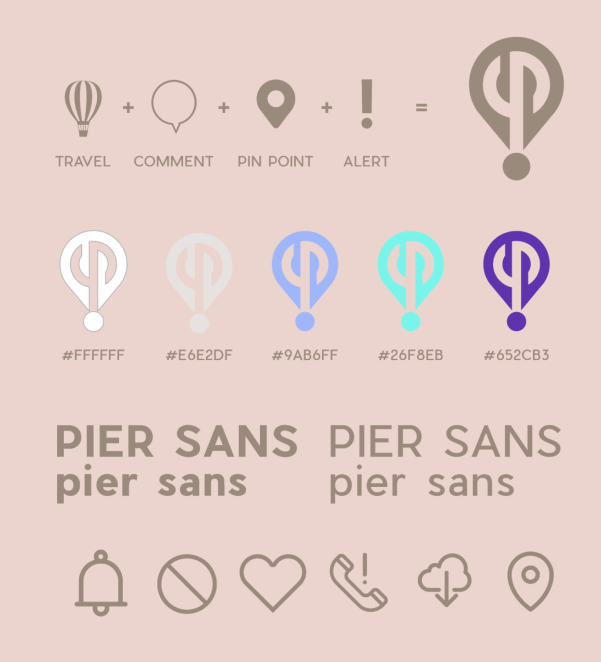 + + + =
TRAVEL COMMENT PIN POINT ALERT
#FFFFFF #E6E2DF #9AB6FF #26F8EB #652CB3
PIER SANS PIER SANS
pier sans pier sans